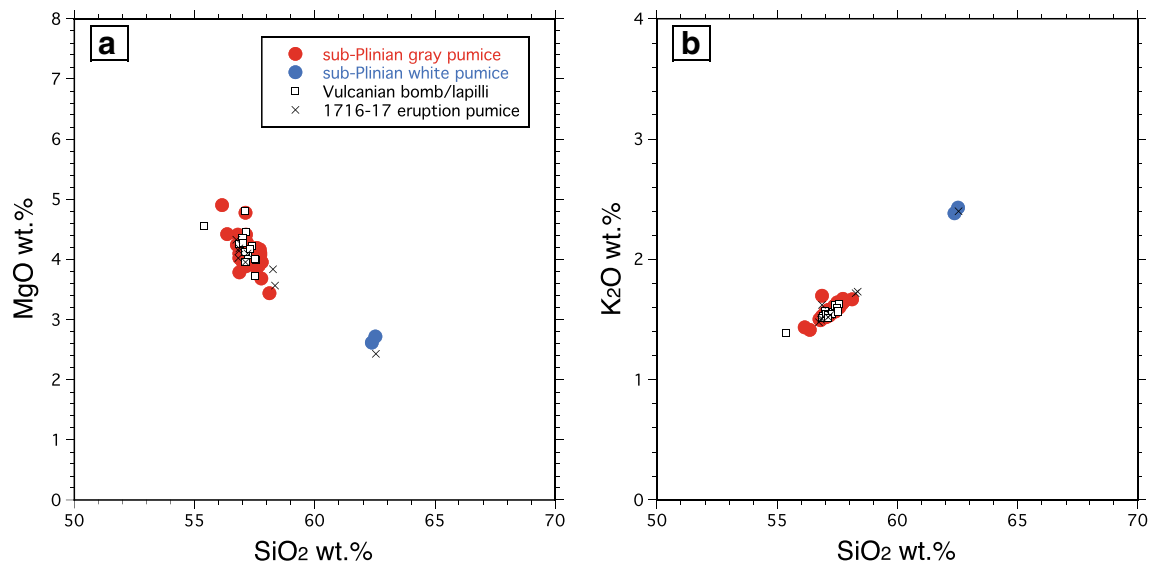 a
8
7
6
5
4
3
2
1
0
MgO wt.%
sub-Plinian gray pumice
sub-Plinian white pumice
Vulcanian bomb/lapilli
1716-17 eruption pumice
50 55 60 65 70
SiO2 wt.%
b
4
3
2
1
0
K2O wt.%
50 55 60 65 70
SiO2 wt.%